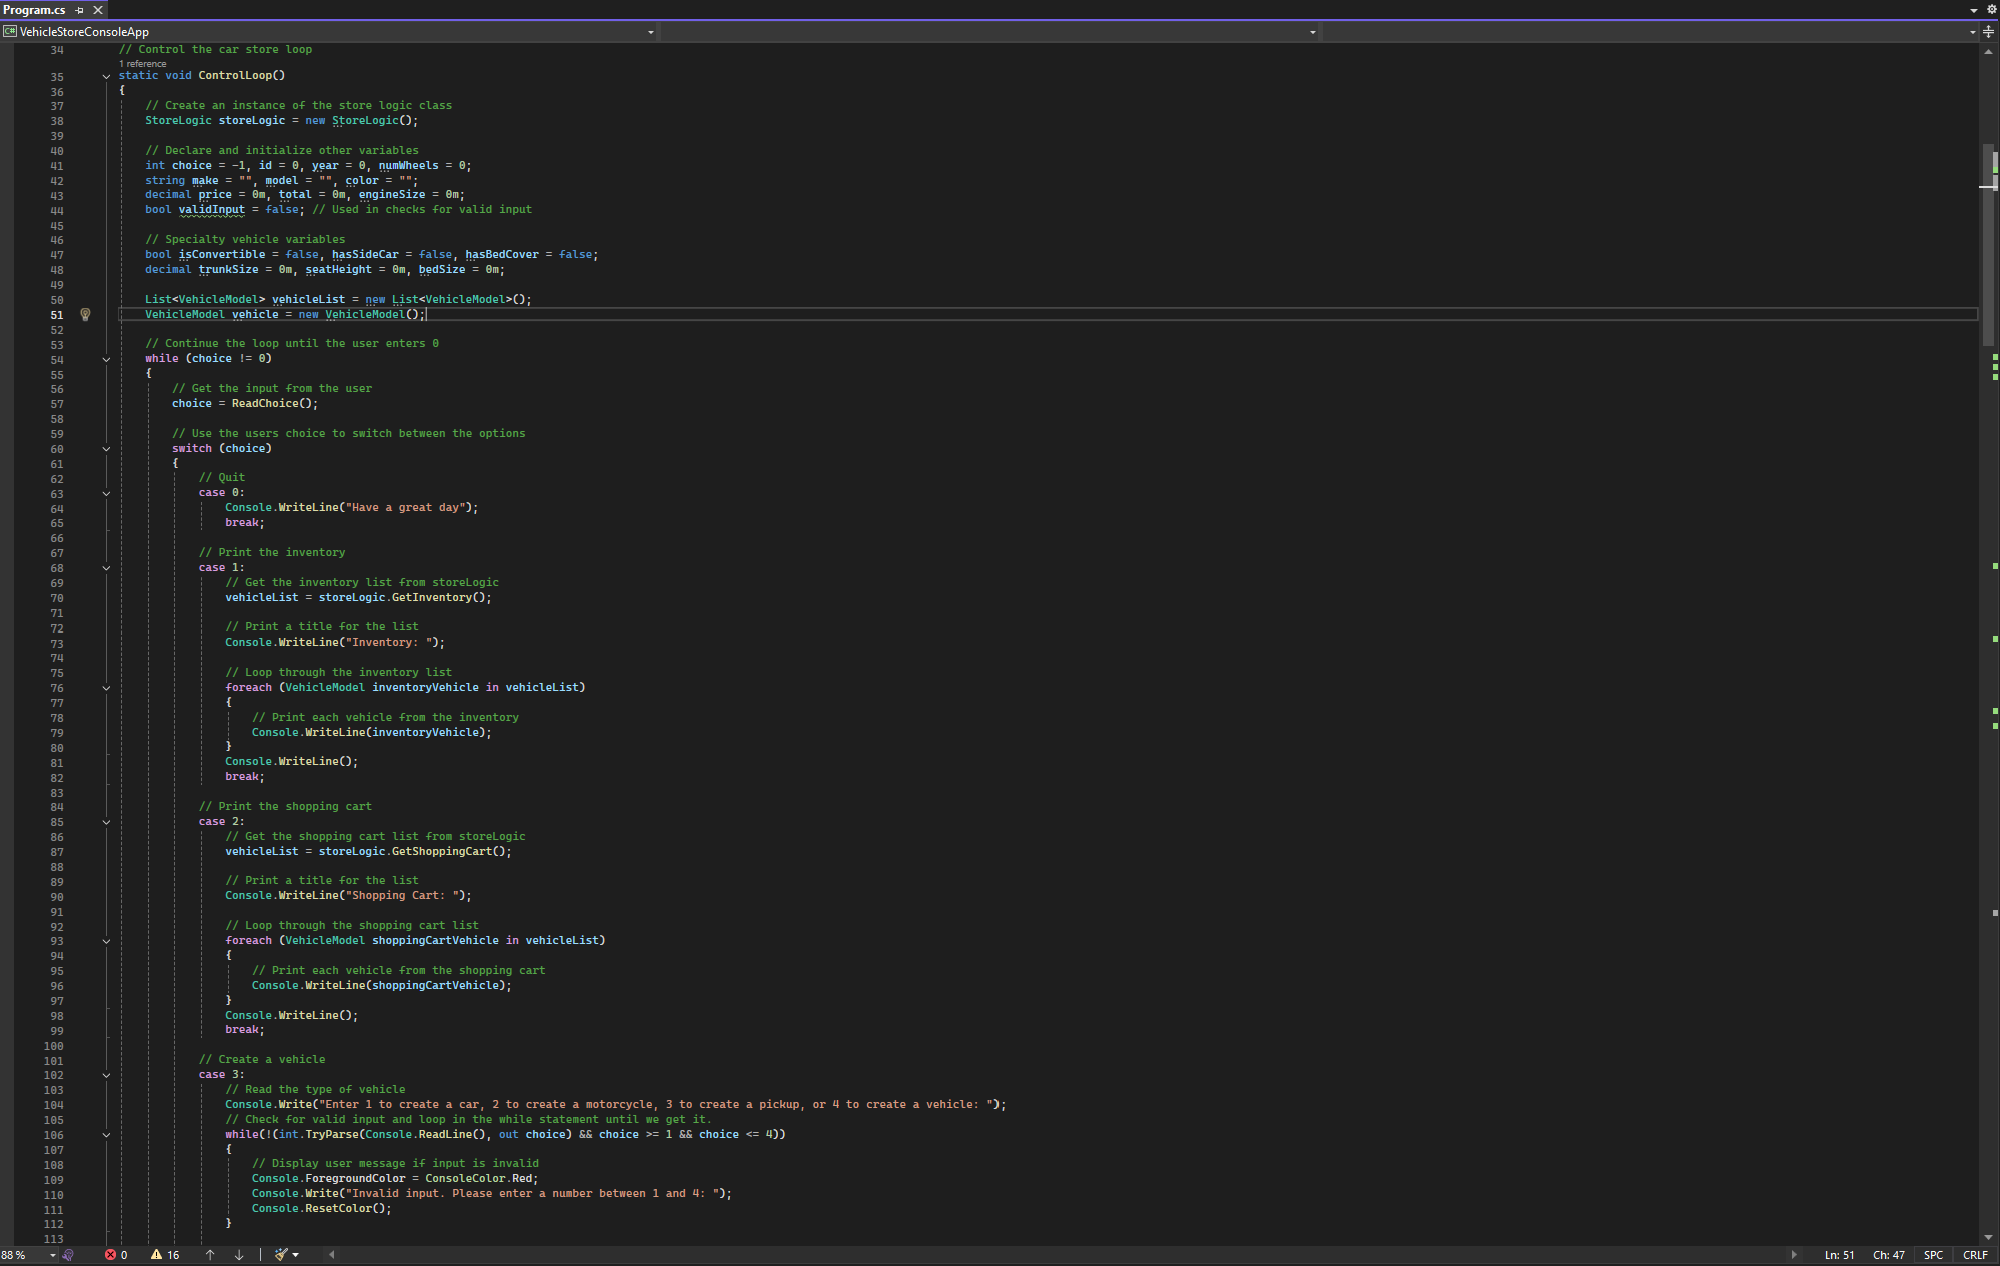 Program.cs
VehicleStoreConsoleApp
34 // Control the car store loop
1 reference
35 static void ControlLoop()
36 {
37 // Create an instance of the store logic class
38 StoreLogic storeLogic = new StoreLogic();
39
40 // Declare and initialize other variables
41 int choice = -1, id = 0, year = 0, numWheels = 0;
42 string make = "", model = "", color = "";
43 decimal price = 0m, total = 0m, engineSize = 0m;
44 bool validInput = false; // Used in checks for valid input
45
46 // Specialty vehicle variables
47 bool isConvertible = false, hasSideCar = false, hasBedCover = false;
48 decimal trunkSize = 0m, seatHeight = 0m, bedSize = 0m;
49
50 List<VehicleModel> vehicleList = new List<VehicleModel>();
51 VehicleModel vehicle = new VehicleModel();
52
53 // Continue the loop until the user enters 0
54 while (choice != 0)
55 {
56 // Get the input from the user
57 choice = ReadChoice();
58
59 // Use the users choice to switch between the options
60 switch (choice)
61 {
62 // Quit
63 case 0:
64 Console.WriteLine("Have a great day");
65 break;
66
67 // Print the inventory
68 case 1:
69 // Get the inventory list from storeLogic
70 vehicleList = storeLogic.GetInventory();
71
72 // Print a title for the list
73 Console.WriteLine("Inventory: ");
74
75 // Loop through the inventory list
76 foreach (VehicleModel inventoryVehicle in vehicleList)
77 {
78 // Print each vehicle from the inventory
79 Console.WriteLine(inventoryVehicle);
80 }
81 Console.WriteLine();
82 break;
83
84 // Print the shopping cart
85 case 2:
86 // Get the shopping cart list from storeLogic
87 vehicleList = storeLogic.GetShoppingCart();
88
89 // Print a title for the list
90 Console.WriteLine("Shopping Cart: ");
91
92 // Loop through the shopping cart list
93 foreach (VehicleModel shoppingCartVehicle in vehicleList)
94 {
95 // Print each vehicle from the shopping cart
96 Console.WriteLine(shoppingCartVehicle);
97 }
98 Console.WriteLine();
99 break;
100
101 // Create a vehicle
102 case 3:
103 // Read the type of vehicle
104 Console.Write("Enter 1 to create a car, 2 to create a motorcycle, 3 to create a pickup, or 4 to create a vehicle: ");
105 // Check for valid input and loop in the while statement until we get it.
106 while(!(int.TryParse(Console.ReadLine(), out choice) && choice >= 1 && choice <= 4))
107 {
108 // Display user message if input is invalid
109 Console.ForegroundColor = ConsoleColor.Red;
110 Console.Write("Invalid input. Please enter a number between 1 and 4: ");
111 Console.ResetColor();
112 }
113
88 % 0 16 Ln: 51 Ch: 47 SPC CRLF